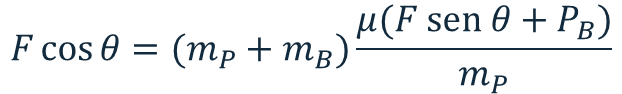 F cos θ = (m_P + m_B) μ(F sen θ + P_B) / m_P